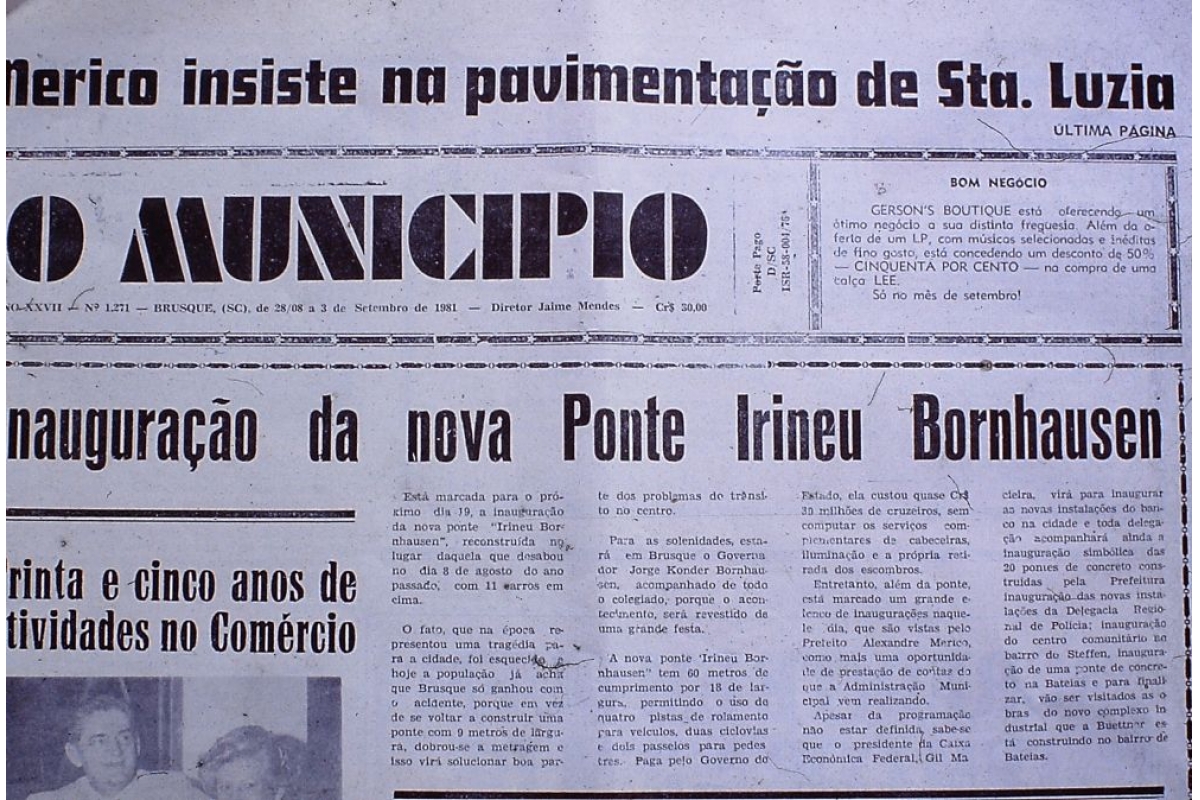 Merico insiste na pavimentação de Sta. Luzia
ÚLTIMA PÁGINA
O MUNICIPIO
Porte Pago
D/SC
ISR-58-001/76
BOM NEGÓCIO
GERSON'S BOUTIQUE está oferecendo um
ótimo negócio a sua distinta freguesia. Além da o-
ferta de um LP, com músicas selecionadas e inéditas
de fino gosto, está concedendo um desconto de 50%
— CINQUENTA POR CENTO — na compra de uma
calça LEE.
Só no mês de setembro!
NO XXVII — Nº 1.271 — BRUSQUE, (SC), de 28/08 a 3 de Setembro de 1981 — Diretor Jaime Mendes — Cr$ 30,00
nauguração da nova Ponte Irineu Bornhausen
rinta e cinco anos de
tividades no Comércio
Está marcada para o pró-
ximo dia 19, a inauguração
da nova ponte "Irineu Bor-
nhausen", reconstruída no
lugar daquela que desabou
no dia 8 de agosto do ano
passado, com 11 carros em
cima.
O fato, que na época re-
presentou uma tragédia pa-
ra a cidade, foi esquecido e
hoje a população já acha
que Brusque só ganhou com
o acidente, porque em vez
de se voltar a construir uma
ponte com 9 metros de largu-
ra, dobrou-se a metragem e
isso virá solucionar boa par-
te dos problemas do trânsi-
to no centro.
Para as solenidades, esta-
rá em Brusque o Governa
dor Jorge Konder Bornhau-
sen, acompanhado de todo
o colegiado, porque o acon-
tecimento, será revestido de
uma grande festa.
A nova ponte 'Irineu Bor-
nhausen" tem 60 metros de
cumprimento por 18 de lar-
gura, permitindo o uso de
quatro pistas de rolamento
para veículos, duas ciclovias
e dois passeios para pedes
tres. Paga pelo Governo do
Estado, ela custou quase Cr$
30 milhões de cruzeiros, sem
computar os serviços com-
plementares de cabeceiras,
iluminação e a própria reti-
rada dos escombros.
Entretanto, além da ponte,
está marcado um grande e-
lenco de inaugurações naque-
le dia, que são vistas pelo
Prefeito Alexandre Merico,
como mais uma oportunida-
de de prestação de contas do
que a Administração Muni-
cipal vem realizando.
Apesar da programação
não estar definida, sabe-se
que o presidente da Caixa
Econômica Federal, Gil Ma
cieira, virá para inaugurar
as novas instalações do ban-
co na cidade e toda delega-
ção acompanhará ainda a
inauguração simbólica das
20 pontes de concreto cons-
truídas pela Prefeitura
inauguração das novas insta-
lações da Delegacia Regio-
nal de Polícia; inauguração
do centro comunitário no
bairro do Steffen, inaugura-
ção de uma ponte de concre-
to na Bateias e para finali-
zar, vão ser visitados as o
bras do novo complexo in
dustrial que a Buettner es
tá construindo no bairro de
Bateias.